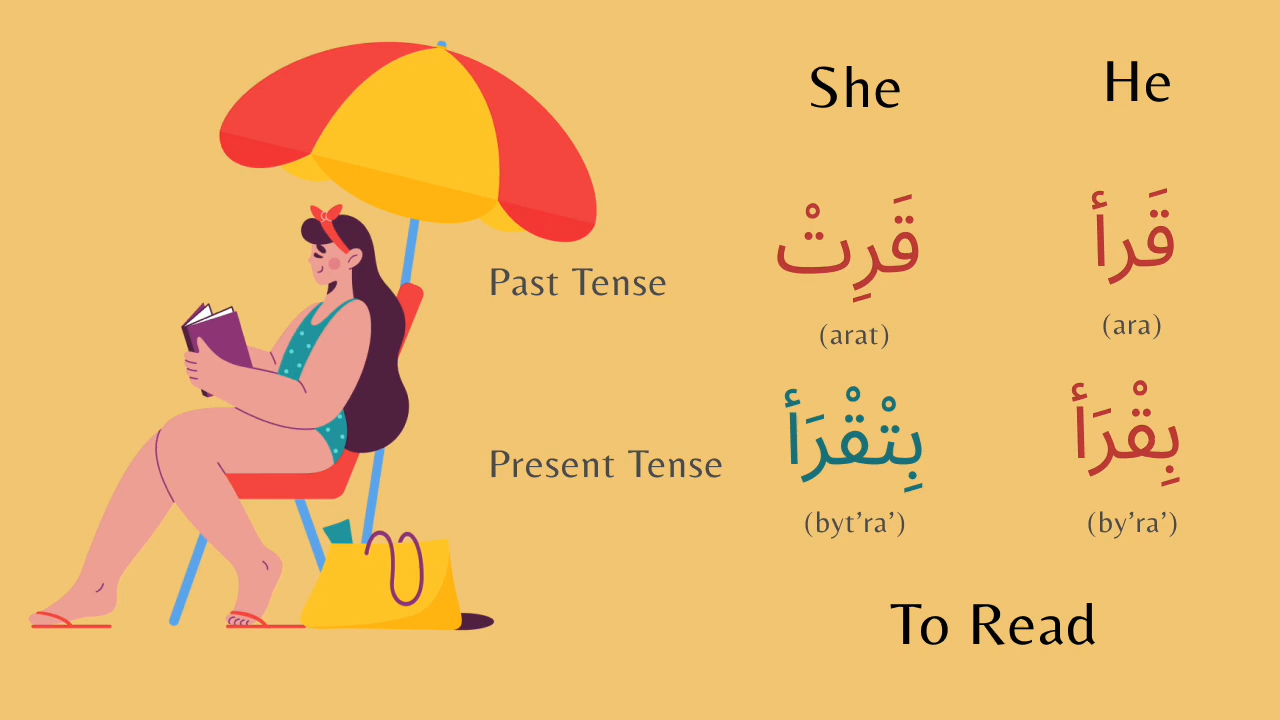 She He
Past Tense قَرِتْ قَرأ
(arat) (ara)
Present Tense بِتْقْرَأ بِقْرَأ
(byt’ra’) (by’ra’)
To Read